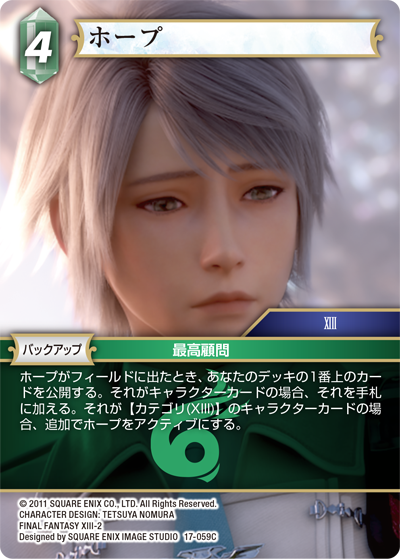 4
ホープ
XIII
バックアップ
最高顧問
ホープがフィールドに出たとき、あなたのデッキの1番上のカー
ドを公開する。それがキャラクターカードの場合、それを手札
に加える。それが【カテゴリ(XIII)】のキャラクターカードの場
合、追加でホープをアクティブにする。
© 2011 SQUARE ENIX CO., LTD. All Rights Reserved.
CHARACTER DESIGN: TETSUYA NOMURA
FINAL FANTASY XIII-2
Designed by SQUARE ENIX IMAGE STUDIO 17-059C